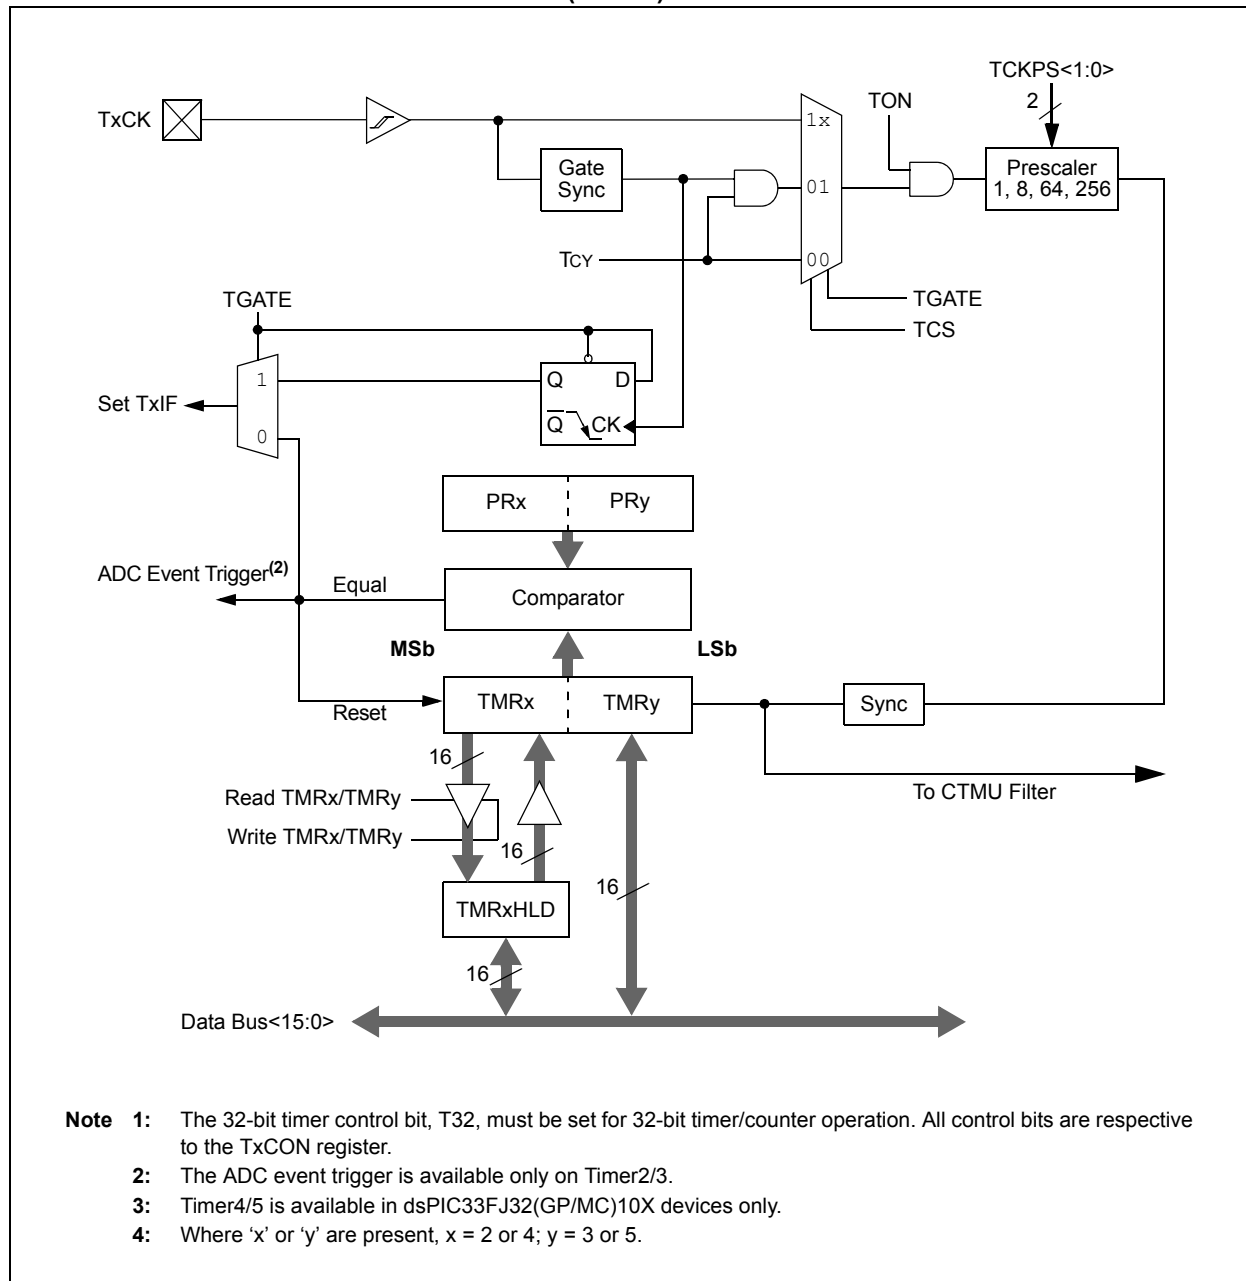 TCKPS<1:0>
2
TON
TxCK
1x
Gate
Sync
Prescaler
1, 8, 64, 256
01
TCY
00
TGATE
TGATE
TCS
1
Q
D
Set TxIF
Q
CK
0
PRx
PRy
ADC Event Trigger(2)
Equal
Comparator
MSb
LSb
TMRx
TMRy
Sync
Reset
16
Read TMRx/TMRy
To CTMU Filter
Write TMRx/TMRy
16
16
TMRxHLD
16
Data Bus<15:0>
Note 1: The 32-bit timer control bit, T32, must be set for 32-bit timer/counter operation. All control bits are respective
to the TxCON register.
2: The ADC event trigger is available only on Timer2/3.
3: Timer4/5 is available in dsPIC33FJ32(GP/MC)10X devices only.
4: Where ‘x’ or ‘y’ are present, x = 2 or 4; y = 3 or 5.